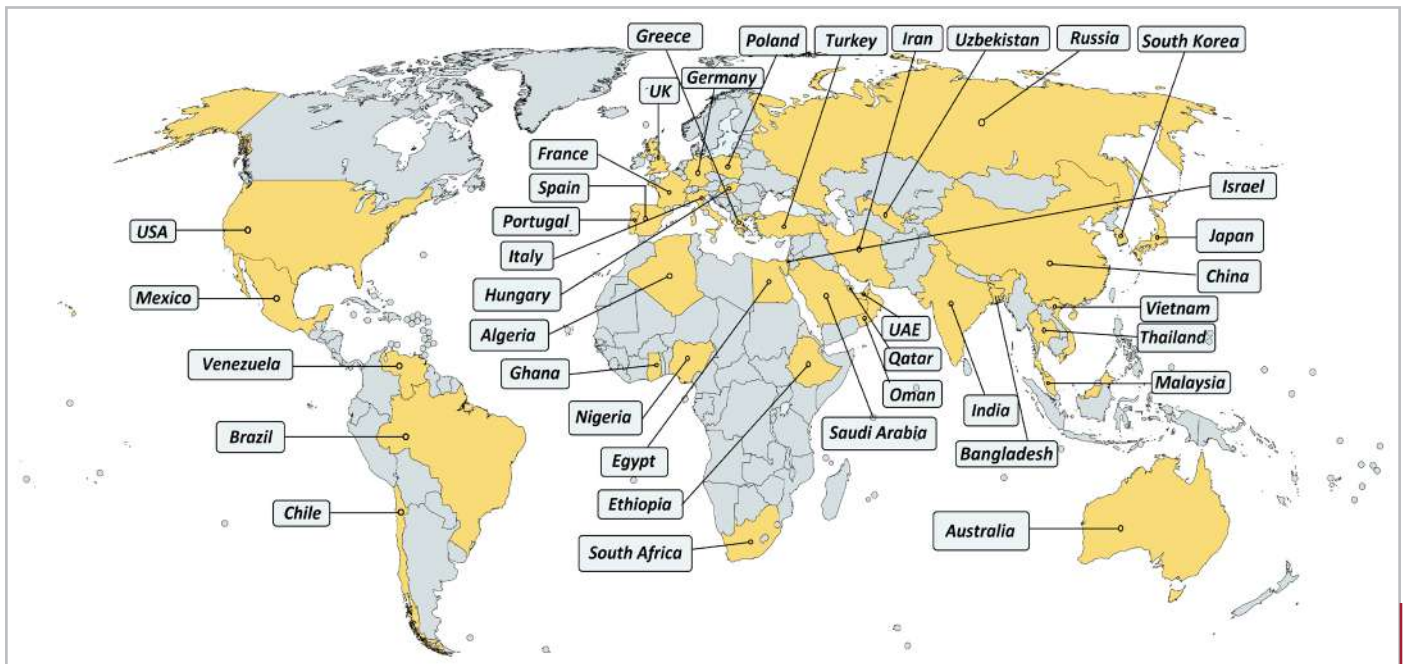 Greece
Poland
Turkey
Iran
Uzbekistan
Russia
South Korea
UK
Germany
France
Spain
Portugal
Italy
Hungary
Algeria
Ghana
Nigeria
Egypt
Ethiopia
South Africa
USA
Mexico
Venezuela
Brazil
Chile
Israel
Japan
China
Vietnam
Thailand
Malaysia
UAE
Qatar
Oman
Saudi Arabia
India
Bangladesh
Australia